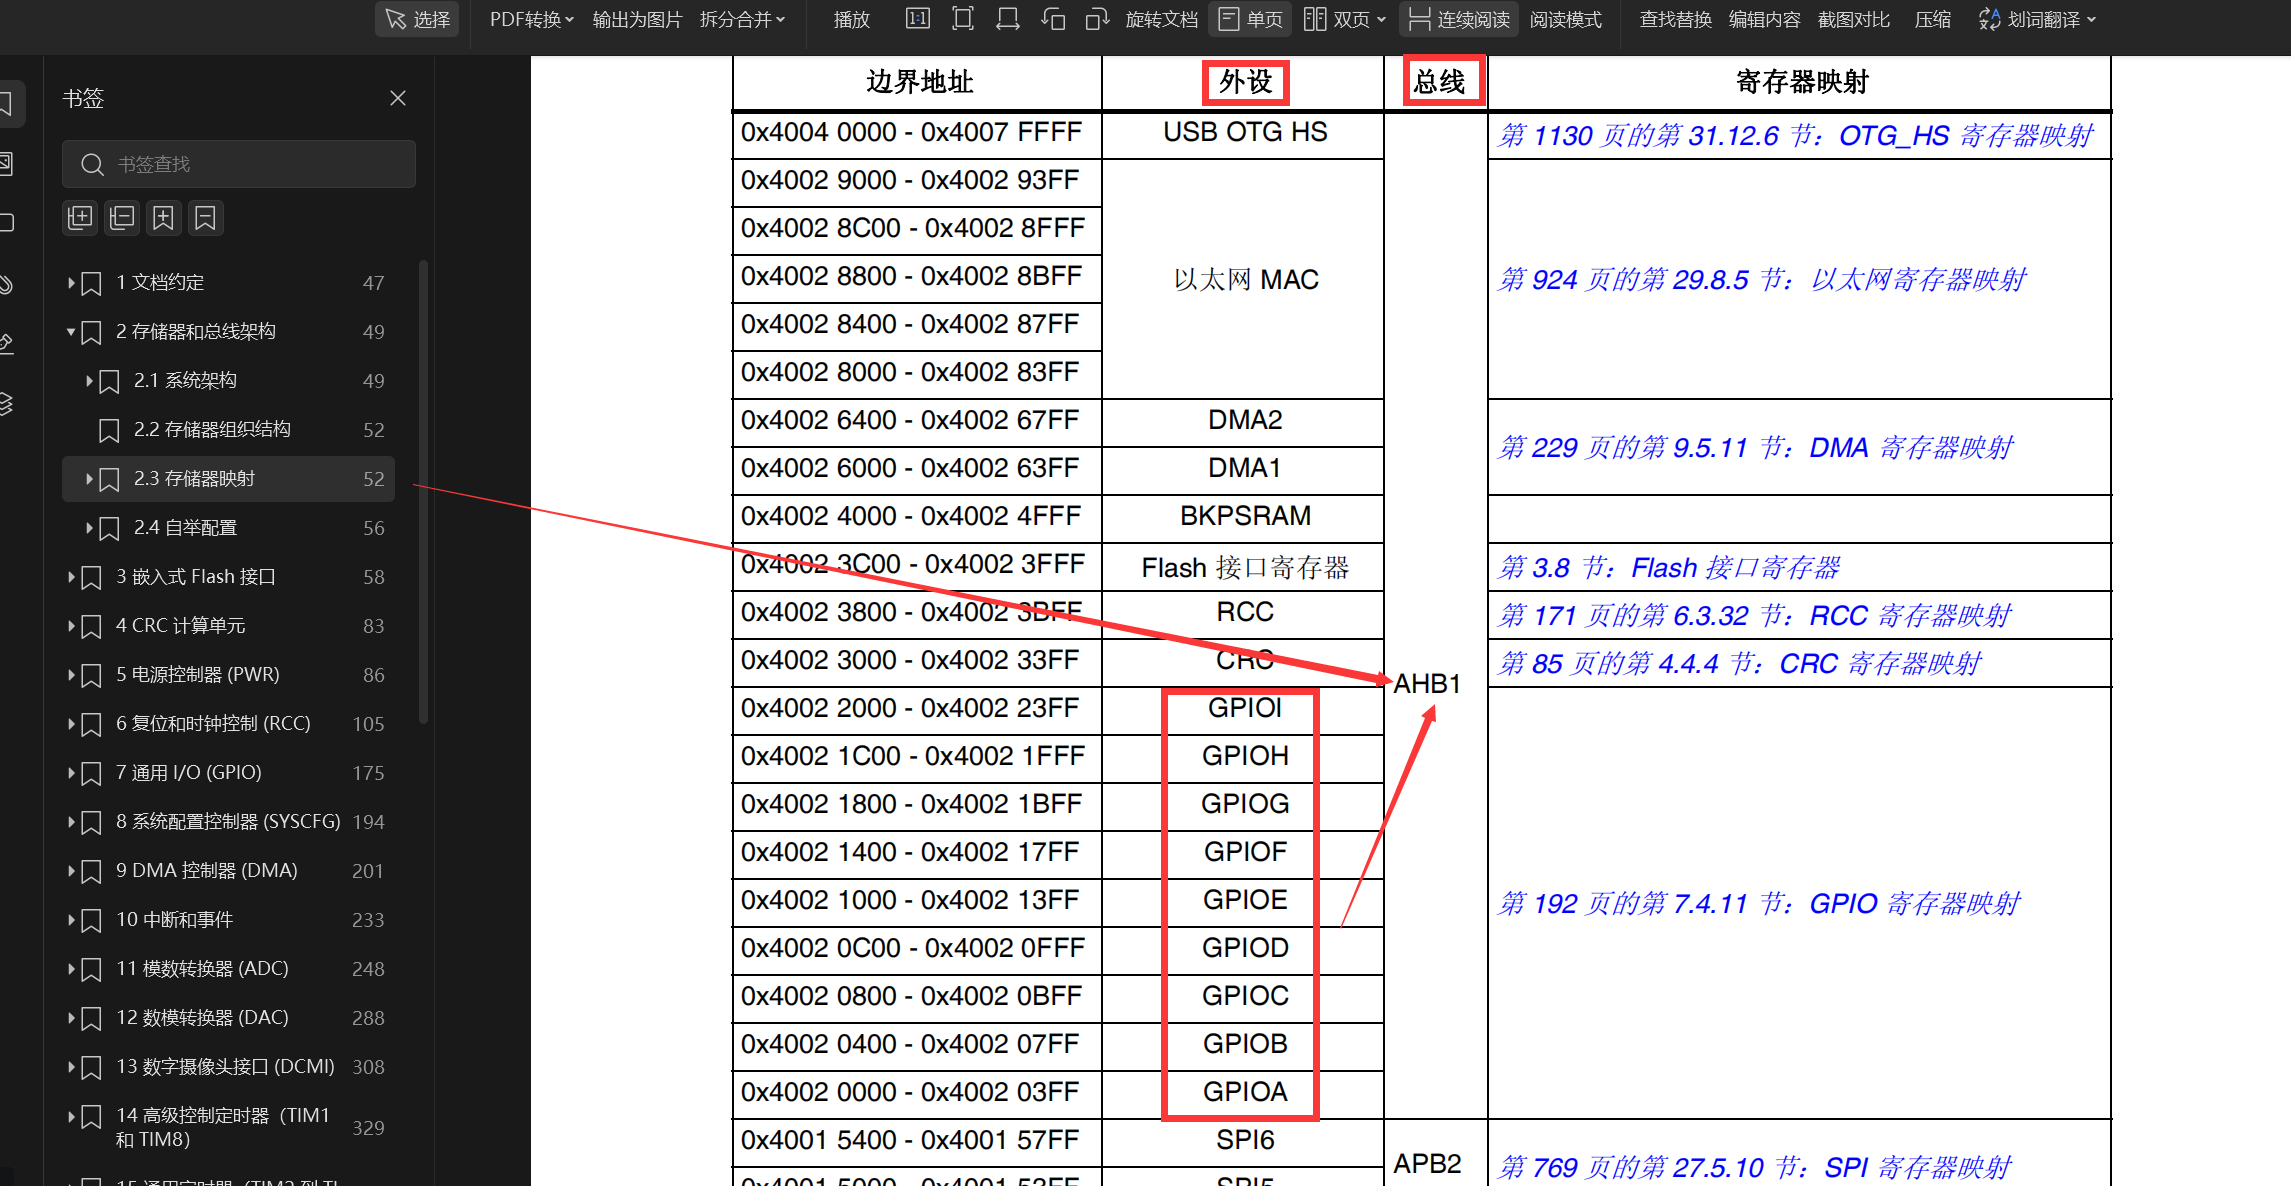 选择 PDF转换 输出为图片 拆分合并 播放 1:1 旋转文档 单页 双页 连续阅读 阅读模式 查找替换 编辑内容 截图对比 压缩 划词翻译
书签
书签查找
1 文档约定 47
2 存储器和总线架构 49
2.1 系统架构 49
2.2 存储器组织结构 52
2.3 存储器映射 52
2.4 自举配置 56
3 嵌入式 Flash 接口 58
4 CRC 计算单元 83
5 电源控制器 (PWR) 86
6 复位和时钟控制 (RCC) 105
7 通用 I/O (GPIO) 175
8 系统配置控制器 (SYSCFG) 194
9 DMA 控制器 (DMA) 201
10 中断和事件 233
11 模数转换器 (ADC) 248
12 数模转换器 (DAC) 288
13 数字摄像头接口 (DCMI) 308
14 高级控制定时器（TIM1
和 TIM8） 329
边界地址 外设 总线 寄存器映射
0x4004 0000 - 0x4007 FFFF USB OTG HS 第 1130 页的第 31.12.6 节：OTG_HS 寄存器映射
0x4002 9000 - 0x4002 93FF
0x4002 8C00 - 0x4002 8FFF
0x4002 8800 - 0x4002 8BFF 以太网 MAC 第 924 页的第 29.8.5 节：以太网寄存器映射
0x4002 8400 - 0x4002 87FF
0x4002 8000 - 0x4002 83FF
0x4002 6400 - 0x4002 67FF DMA2 第 229 页的第 9.5.11 节：DMA 寄存器映射
0x4002 6000 - 0x4002 63FF DMA1
0x4002 4000 - 0x4002 4FFF BKPSRAM
0x4002 3C00 - 0x4002 3FFF Flash 接口寄存器 第 3.8 节：Flash 接口寄存器
0x4002 3800 - 0x4002 3BFF RCC 第 171 页的第 6.3.32 节：RCC 寄存器映射
0x4002 3000 - 0x4002 33FF CRC 第 85 页的第 4.4.4 节：CRC 寄存器映射
AHB1
0x4002 2000 - 0x4002 23FF GPIOI
0x4002 1C00 - 0x4002 1FFF GPIOH
0x4002 1800 - 0x4002 1BFF GPIOG
0x4002 1400 - 0x4002 17FF GPIOF
0x4002 1000 - 0x4002 13FF GPIOE 第 192 页的第 7.4.11 节：GPIO 寄存器映射
0x4002 0C00 - 0x4002 0FFF GPIOD
0x4002 0800 - 0x4002 0BFF GPIOC
0x4002 0400 - 0x4002 07FF GPIOB
0x4002 0000 - 0x4002 03FF GPIOA
0x4001 5400 - 0x4001 57FF SPI6
APB2 第 769 页的第 27.5.10 节：SPI 寄存器映射